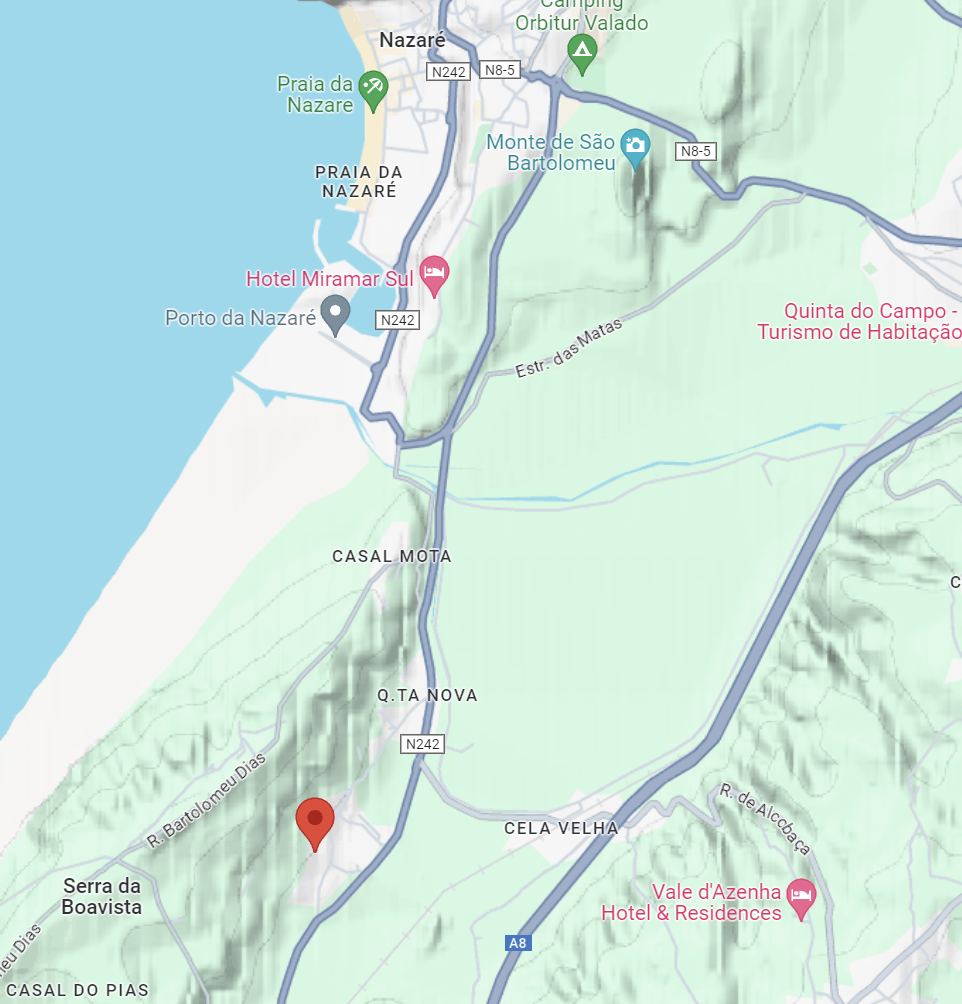 Camping
Orbitur Valado
Nazaré
N242
N8-5
Praia da
Nazare
Monte de São
Bartolomeu
N8-5
PRAIA DA
NAZARÉ
Hotel Miramar Sul
Porto da Nazaré
N242
Quinta do Campo -
Turismo de Habitação
Estr. das Matas
CASAL MOTA
C
Q.TA NOVA
N242
R. Bartolomeu Dias
CELA VELHA
R. de Alcobaça
Serra da
Boavista
Vale d'Azenha
Hotel & Residences
A8
meu Dias
CASAL DO PIAS